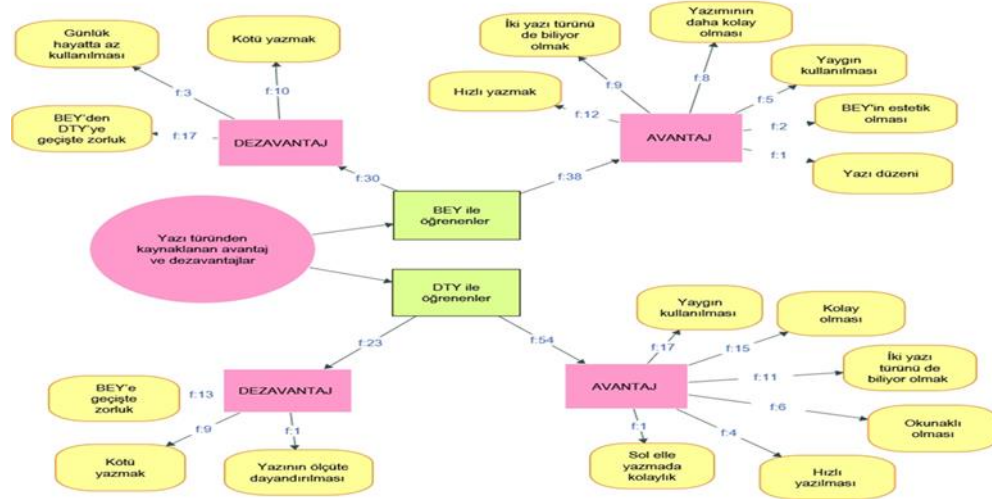 Günlük
hayatta az
kullanılması
Kötü yazmak
BEY'den
DTY'ye
geçişte zorluk
f:3
f:10
f:17
DEZAVANTAJ
f:30
İki yazı türünü
de biliyor
olmak
Yazımının
daha kolay
olması
Yaygın
kullanılması
Hızlı yazmak
BEY'in estetik
olması
Yazı düzeni
f:9
f:8
f:5
f:12
f:2
f:1
AVANTAJ
f:38
BEY ile
öğrenenler
Yazı türünden
kaynaklanan avantaj
ve dezavantajlar
DTY ile
öğrenenler
f:23
f:54
DEZAVANTAJ
BEY'e
geçişte
zorluk
f:13
f:9
f:1
Kötü
yazmak
Yazının ölçüte
dayandırılması
AVANTAJ
Yaygın
kullanılması
Kolay
olması
İki yazı
türünü de
biliyor olmak
Okunaklı
olması
Hızlı
yazılması
Sol elle
yazmada
kolaylık
f:17
f:15
f:11
f:6
f:4
f:1